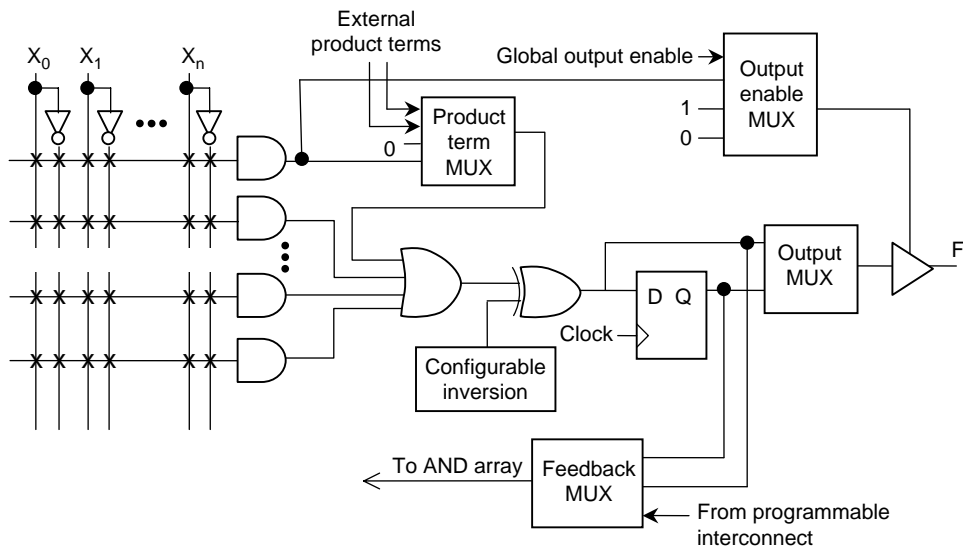 External
product terms
X0 X1 Xn
Global output enable
Output
enable
MUX
1
0
Product
term
MUX
0
Output
MUX
F
D Q
Clock
Configurable
inversion
To AND array
Feedback
MUX
From programmable
interconnect